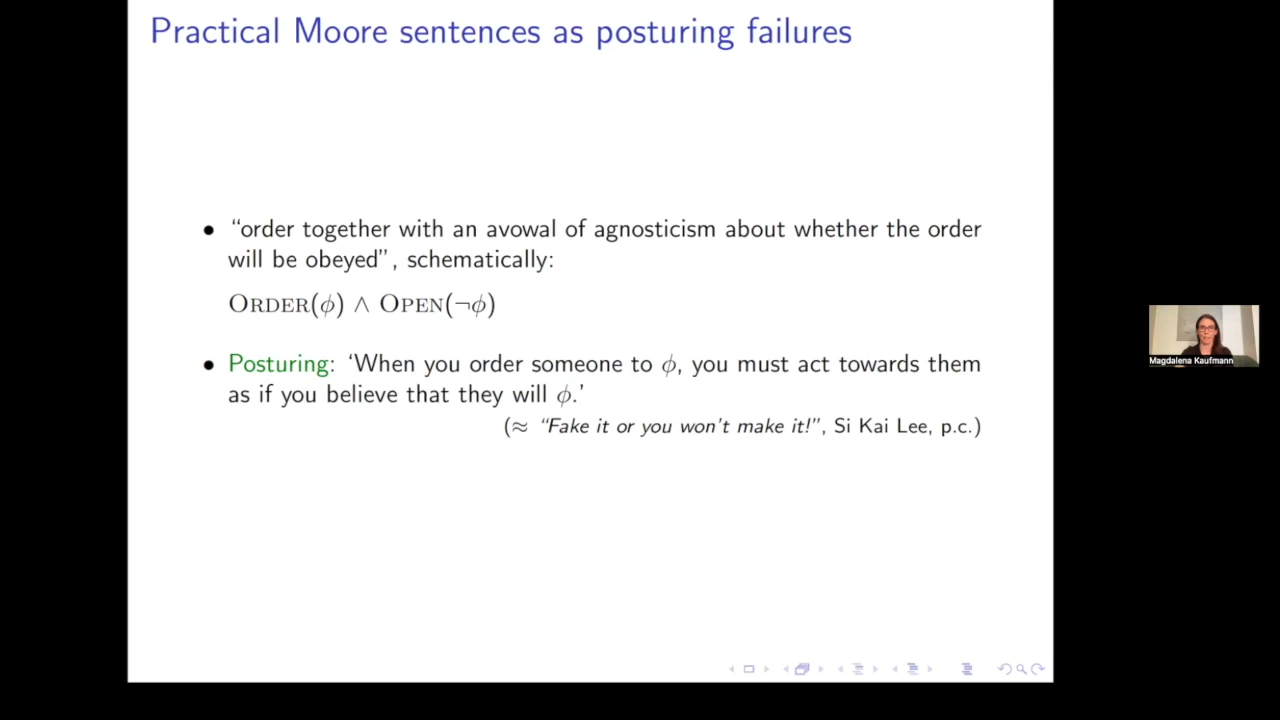 Practical Moore sentences as posturing failures
• “order together with an avowal of agnosticism about whether the order
will be obeyed”, schematically:
ORDER(ϕ) ∧ OPEN(¬ϕ)
• Posturing: ‘When you order someone to ϕ, you must act towards them
as if you believe that they will ϕ.’
(≈ “Fake it or you won’t make it!”, Si Kai Lee, p.c.)
Magdalena Kaufmann